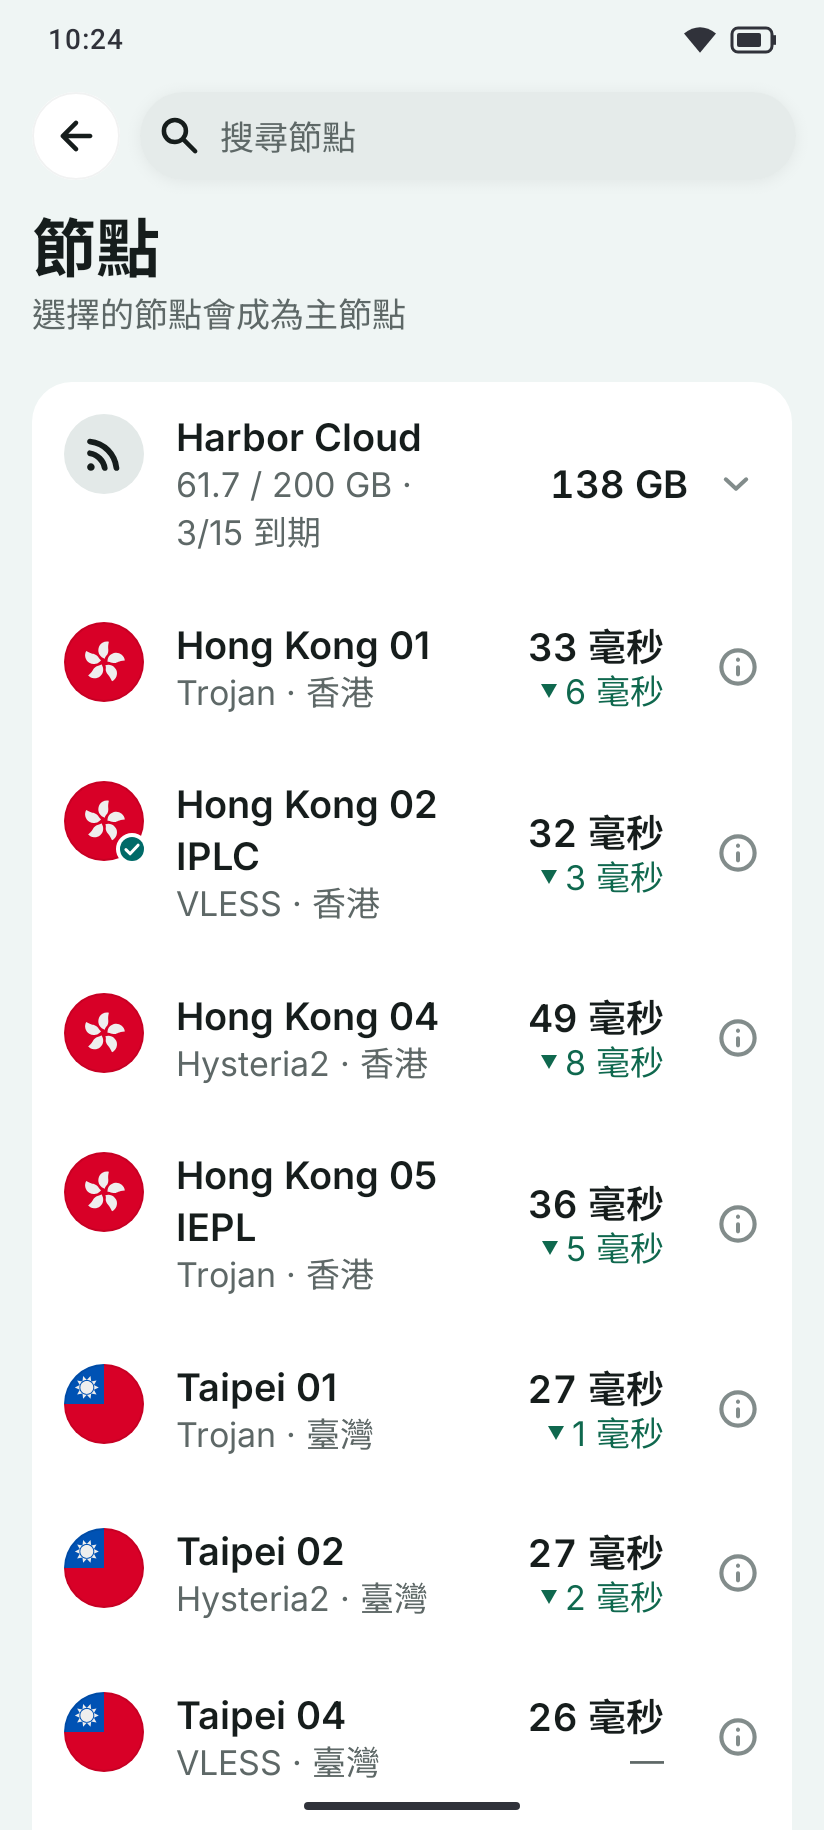 10:24
搜尋節點
節點
選擇的節點會成為主節點
Harbor Cloud
61.7 / 200 GB ·
3/15 到期
138 GB
Hong Kong 01
Trojan · 香港
33 毫秒
▼6 毫秒
Hong Kong 02
IPLC
VLESS · 香港
32 毫秒
▼3 毫秒
Hong Kong 04
Hysteria2 · 香港
49 毫秒
▼8 毫秒
Hong Kong 05
IEPL
Trojan · 香港
36 毫秒
▼5 毫秒
Taipei 01
Trojan · 臺灣
27 毫秒
▼1 毫秒
Taipei 02
Hysteria2 · 臺灣
27 毫秒
▼2 毫秒
Taipei 04
VLESS · 臺灣
26 毫秒
—